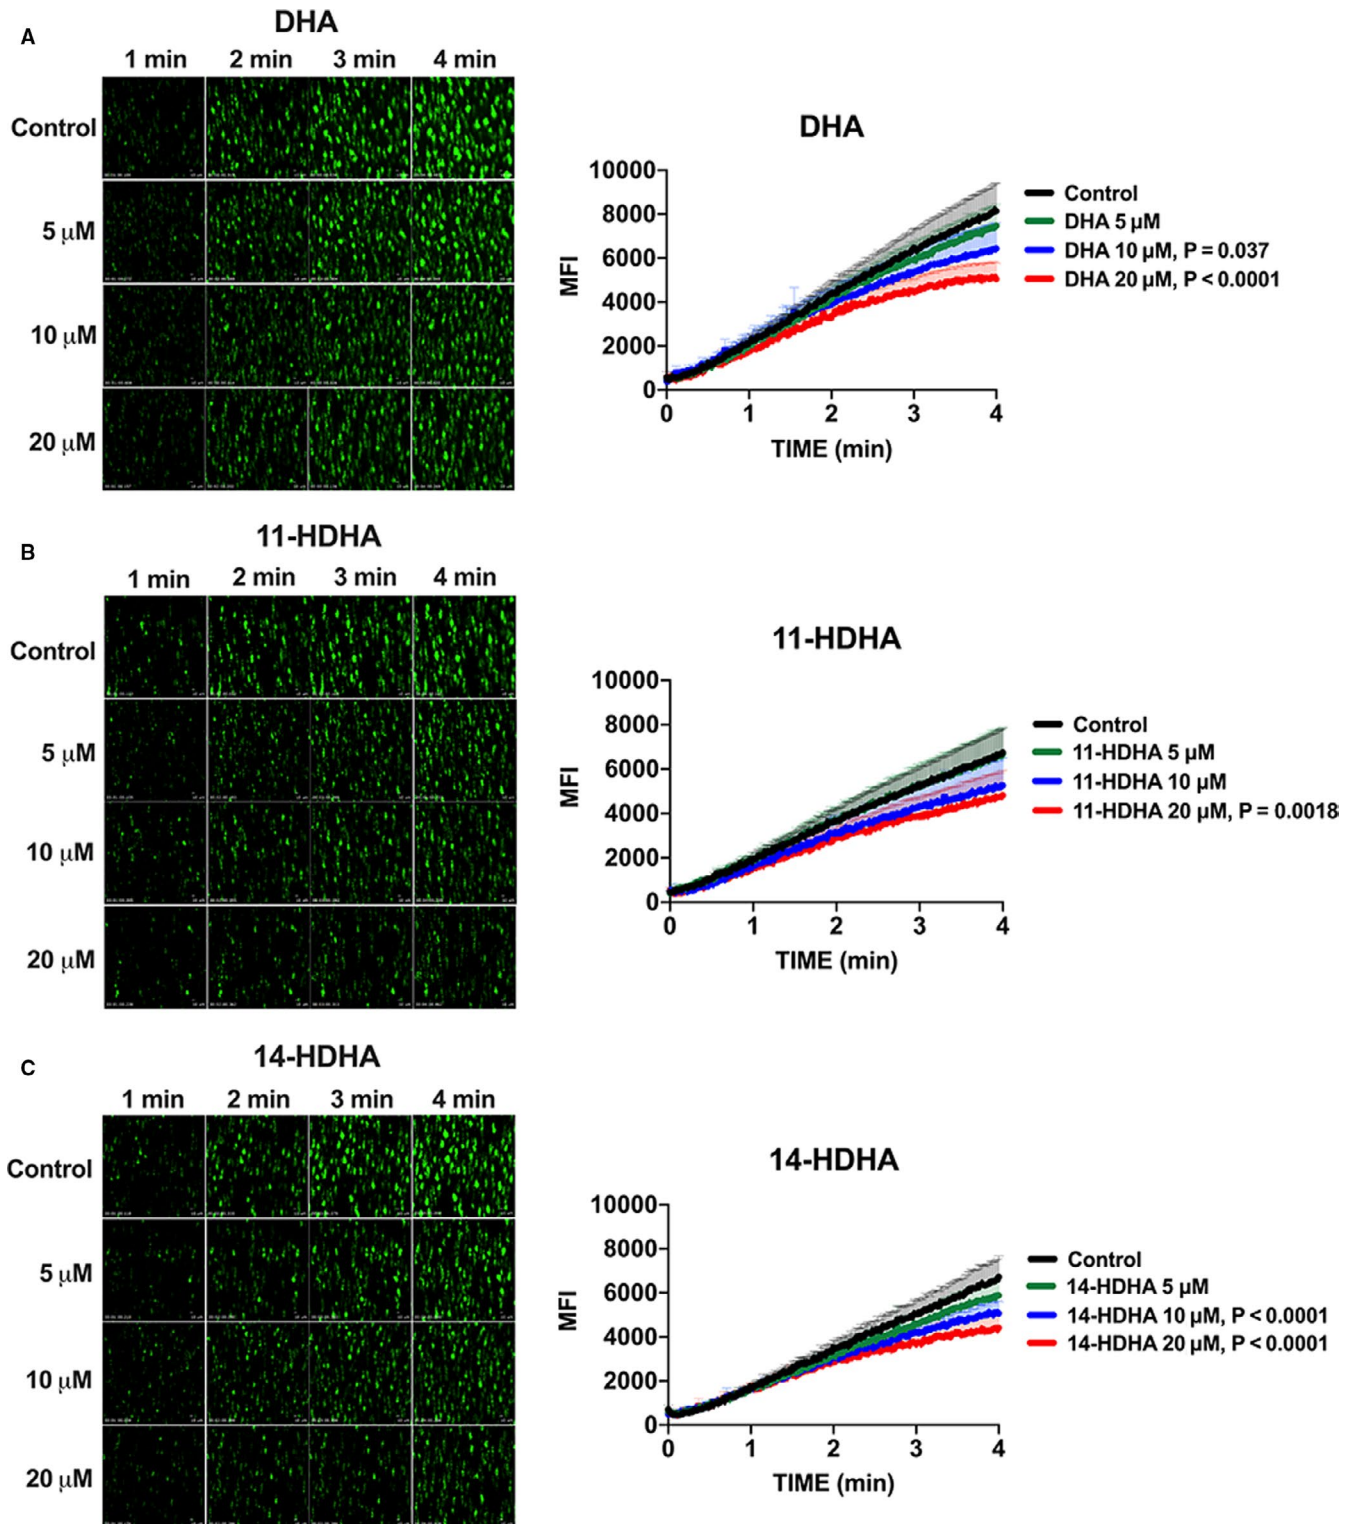 A
DHA
1 min 2 min 3 min 4 min
Control
5 μM
10 μM
20 μM
DHA
10000
8000
6000
4000
2000
0
MFI
0 1 2 3 4
TIME (min)
Control
DHA 5 μM
DHA 10 μM, P = 0.037
DHA 20 μM, P < 0.0001
B
11-HDHA
1 min 2 min 3 min 4 min
Control
5 μM
10 μM
20 μM
11-HDHA
10000
8000
6000
4000
2000
0
MFI
0 1 2 3 4
TIME (min)
Control
11-HDHA 5 μM
11-HDHA 10 μM
11-HDHA 20 μM, P = 0.0018
C
14-HDHA
1 min 2 min 3 min 4 min
Control
5 μM
10 μM
20 μM
14-HDHA
10000
8000
6000
4000
2000
0
MFI
0 1 2 3 4
TIME (min)
Control
14-HDHA 5 μM
14-HDHA 10 μM, P < 0.0001
14-HDHA 20 μM, P < 0.0001